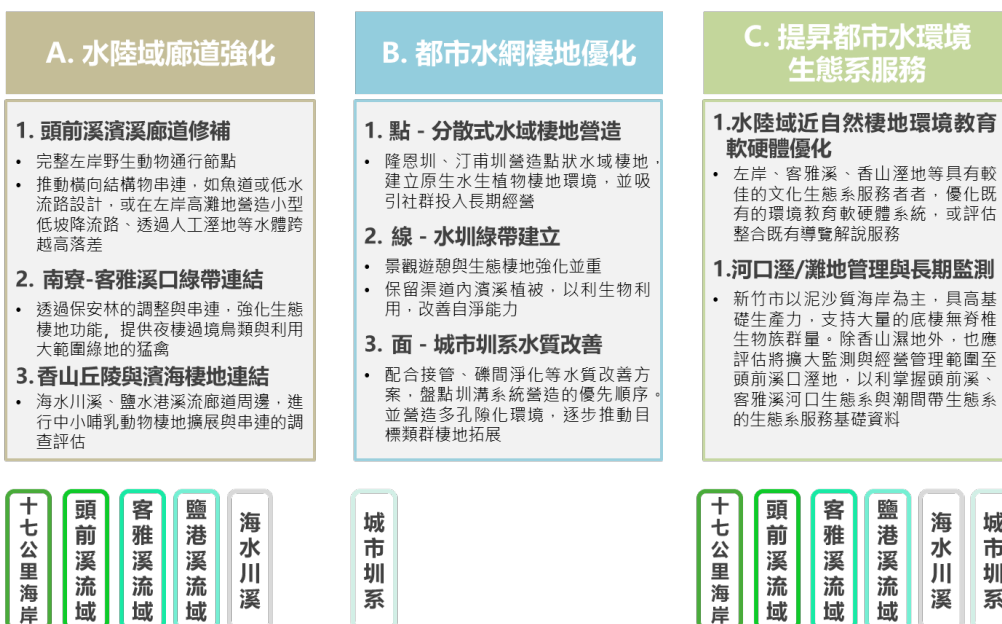 A. 水陸域廊道強化
1. 頭前溪濱溪廊道修補
• 完整左岸野生動物通行節點
• 推動橫向結構物串連，如魚道或低水
流路設計，或在左岸高灘地營造小型
低坡降流路、透過人工溼地等水體跨
越高落差
2. 南寮-客雅溪口綠帶連結
• 透過保安林的調整與串連，強化生態
棲地功能, 提供夜棲過境鳥類與利用
大範圍綠地的猛禽
3. 香山丘陵與濱海棲地連結
• 海水川溪、鹽水港溪流廊道周邊，進
行中小哺乳動物棲地擴展與串連的調
查評估
B. 都市水網棲地優化
1. 點 - 分散式水域棲地營造
• 隆恩圳、汀甫圳營造點狀水域棲地，
建立原生水生植物棲地環境，並吸
引社群投入長期經營
2. 線 - 水圳綠帶建立
• 景觀遊憩與生態棲地強化並重
• 保留渠道內濱溪植被，以利生物利
用，改善自淨能力
3. 面 - 城市圳系水質改善
• 配合接管、礫間淨化等水質改善方
案，盤點圳溝系統營造的優先順序。
並營造多孔隙化環境，逐步推動目
標類群棲地拓展
C. 提昇都市水環境
生態系服務
1.水陸域近自然棲地環境教育
軟硬體優化
• 左岸、客雅溪、香山溼地等具有較
佳的文化生態系服務者者，優化既
有的環境教育軟硬體系統，或評估
整合既有導覽解說服務
1.河口溼/灘地管理與長期監測
• 新竹市以泥沙質海岸為主，具高基
礎生產力，支持大量的底棲無脊椎
生物族群量。除香山濕地外，也應
評估將擴大監測與經營管理範圍至
頭前溪口溼地，以利掌握頭前溪、
客雅溪河口生態系與潮間帶生態系
的生態系服務基礎資料
十七公里海岸
頭前溪流域
客雅溪流域
鹽港溪流域
海水川溪
城市圳系
十七公里海岸
頭前溪流域
客雅溪流域
鹽港溪流域
海水川溪
城市圳系